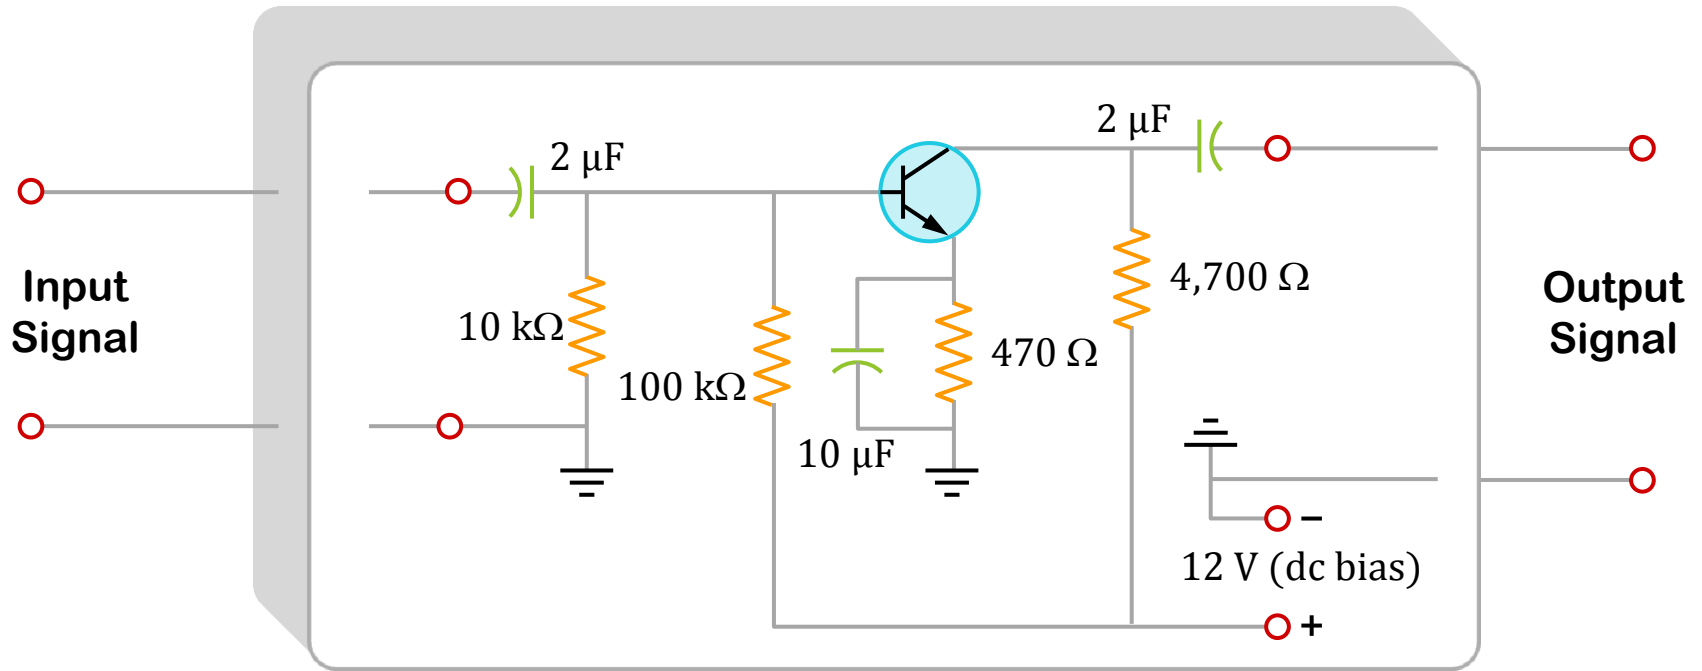 2 μF
2 μF
Input
Signal
10 kΩ
100 kΩ
10 μF
470 Ω
4,700 Ω
Output
Signal
−
12 V (dc bias)
+